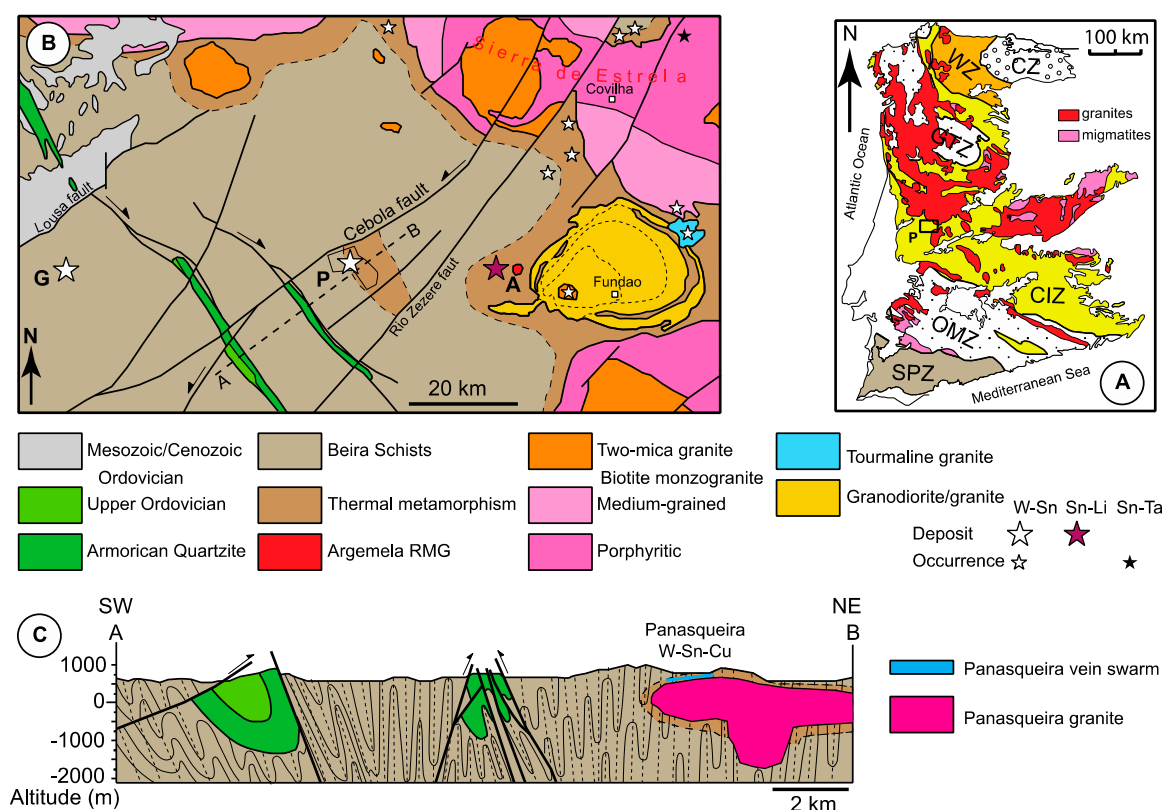 B
Sierra de Estrela
Covilha
Lousa fault
Cebola fault
B
G
P
A
Fundao
Rio Zezere faut
N
A
20 km
N
100 km
WZ
CZ
granites
migmatites
GTZ
Atlantic Ocean
P
CIZ
OMZ
SPZ
Mediterranean Sea
A
Mesozoic/Cenozoic
Ordovician
Upper Ordovician
Armorican Quartzite
Beira Schists
Thermal metamorphism
Argemela RMG
Two-mica granite
Biotite monzogranite
Medium-grained
Porphyritic
Tourmaline granite
Granodiorite/granite
W-Sn Sn-Li Sn-Ta
Deposit
Occurrence
C
SW
A
NE
B
Panasqueira
W-Sn-Cu
1000
0
-1000
-2000
Altitude (m)
2 km
Panasqueira vein swarm
Panasqueira granite